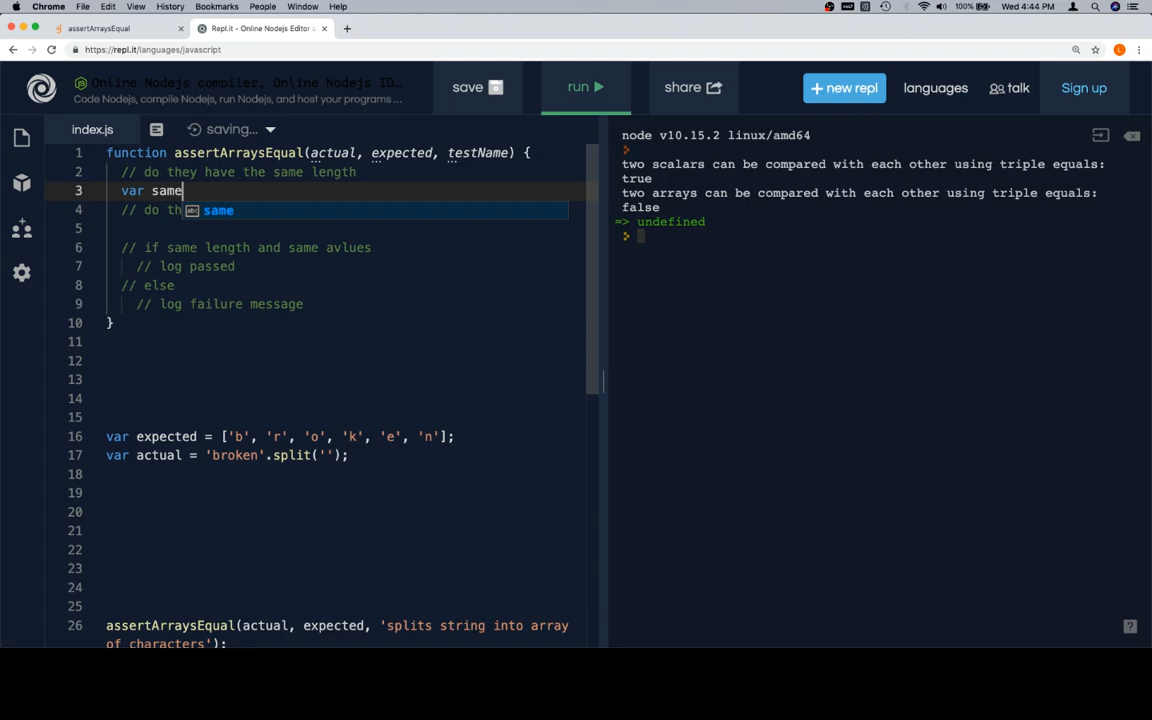 Chrome File Edit View History Bookmarks People Window Help 100% Wed 4:44 PM
assertArraysEqual
Repl.it - Online Nodejs Editor
https://repl.it/languages/javascript
Online Nodejs compiler, Online Nodejs ID...
Code Nodejs, compile Nodejs, run Nodejs, and host your programs ...
save
run
share
+ new repl
languages
talk
Sign up
index.js
saving...
1 function assertArraysEqual(actual, expected, testName) {
2 // do they have the same length
3 var same
4 // do th
same
5
6 // if same length and same avlues
7 // log passed
8 // else
9 // log failure message
10 }
11
12
13
14
15
16 var expected = ['b', 'r', 'o', 'k', 'e', 'n'];
17 var actual = 'broken'.split('');
18
19
20
21
22
23
24
25
26 assertArraysEqual(actual, expected, 'splits string into array
of characters');
node v10.15.2 linux/amd64
two scalars can be compared with each other using triple equals:
true
two arrays can be compared with each other using triple equals:
false
=> undefined